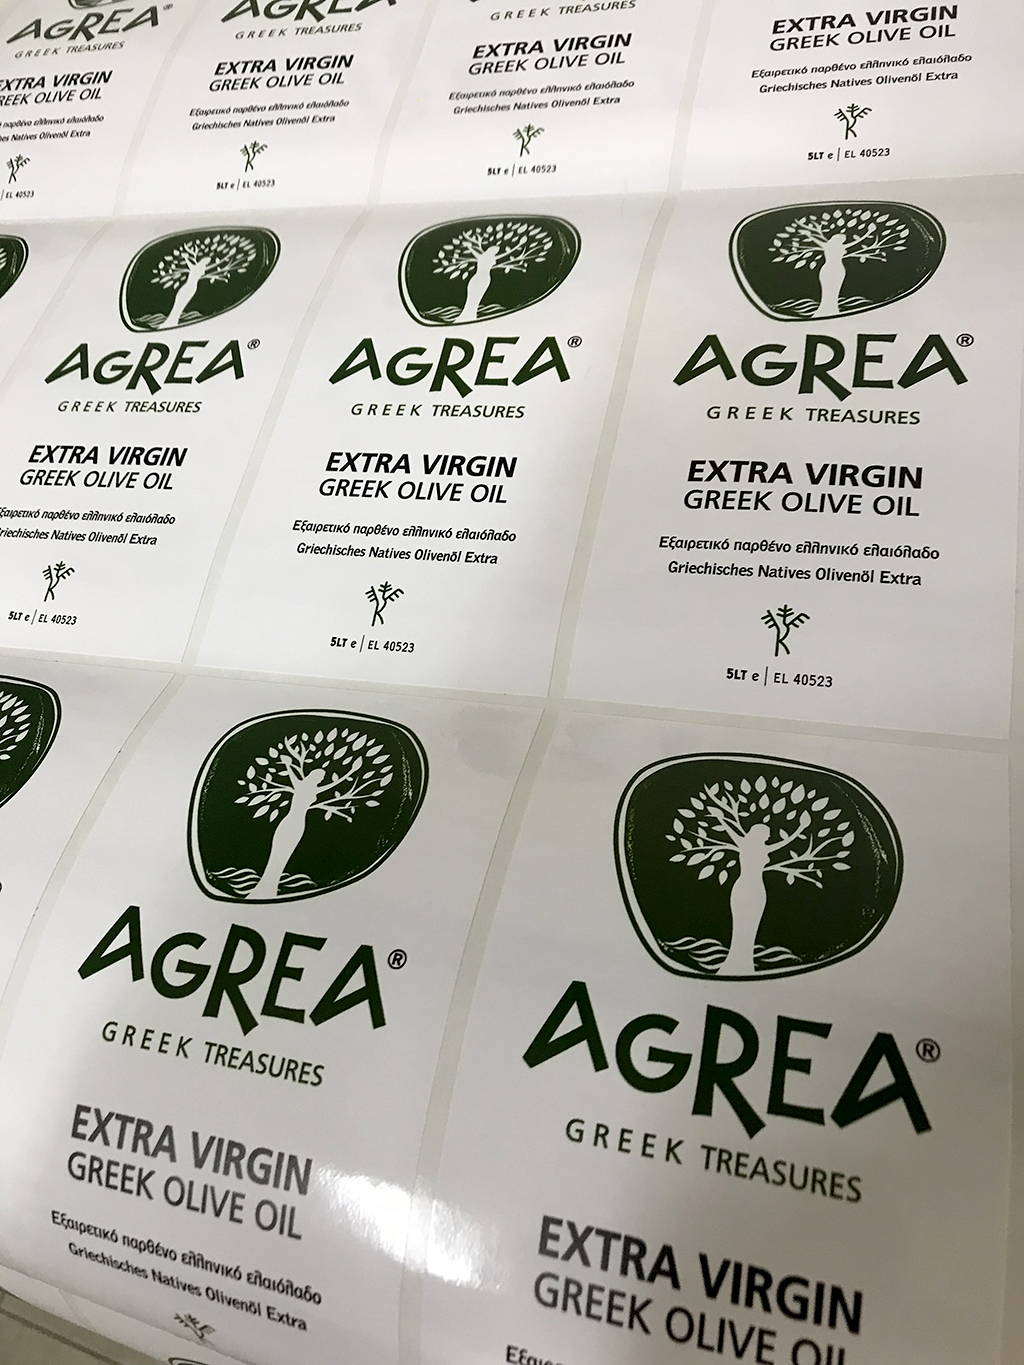 AGREA®
GREEK TREASURES
EXTRA VIRGIN
GREEK OLIVE OIL
ελληνικό ελαιόλαδο
Natives Olivenöl Extra
EL 40523
AGREA®
GREEK TREASURES
EXTRA VIRGIN
GREEK OLIVE OIL
Εξαιρετικό παρθένο ελληνικό ελαιόλαδο
Griechisches Natives Olivenöl Extra
5LT e | EL 40523
GREEK TREASURES
EXTRA VIRGIN
GREEK OLIVE OIL
Εξαιρετικό παρθένο ελληνικό ελαιόλαδο
Griechisches Natives Olivenöl Extra
5LT e | EL 40523
EXTRA VIRGIN
GREEK OLIVE OIL
Εξαιρετικό παρθένο ελληνικό ελαιόλαδο
Griechisches Natives Olivenöl Extra
5LT e | EL 40523
AGREA®
GREEK TREASURES
EXTRA VIRGIN
GREEK OLIVE OIL
Εξαιρετικό παρθένο ελληνικό ελαιόλαδο
Griechisches Natives Olivenöl Extra
5LT e | EL 40523
AGREA®
GREEK TREASURES
EXTRA VIRGIN
GREEK OLIVE OIL
Εξαιρετικό παρθένο ελληνικό ελαιόλαδο
Griechisches Natives Olivenöl Extra
5LT e | EL 40523
AGREA®
GREEK TREASURES
EXTRA VIRGIN
GREEK OLIVE OIL
Εξαιρετικό παρθένο ελληνικό ελαιόλαδο
Griechisches Natives Olivenöl Extra
5LT e | EL 40523
AGREA®
GREEK TREASURES
EXTRA VIRGIN
GREEK OLIVE OIL
Εξαιρετικό παρθένο ελληνικό ελαιόλαδο
Griechisches Natives Olivenöl Extra
AGREA®
GREEK TREASURES
EXTRA VIRGIN
GREEK OLIVE OIL